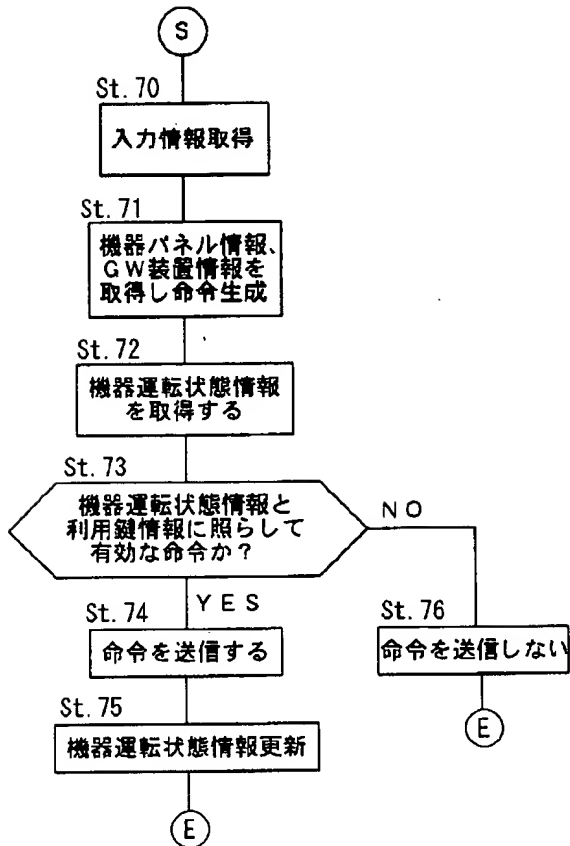 S
St.70
入力情報取得
St.71
機器パネル情報、
GW装置情報を
取得し命令生成
St.72
機器運転状態情報
を取得する
St.73
機器運転状態情報と
利用鍵情報に照らして
有効な命令か?
NO
YES
St.74
命令を送信する
St.76
命令を送信しない
E
St.75
機器運転状態情報更新
E